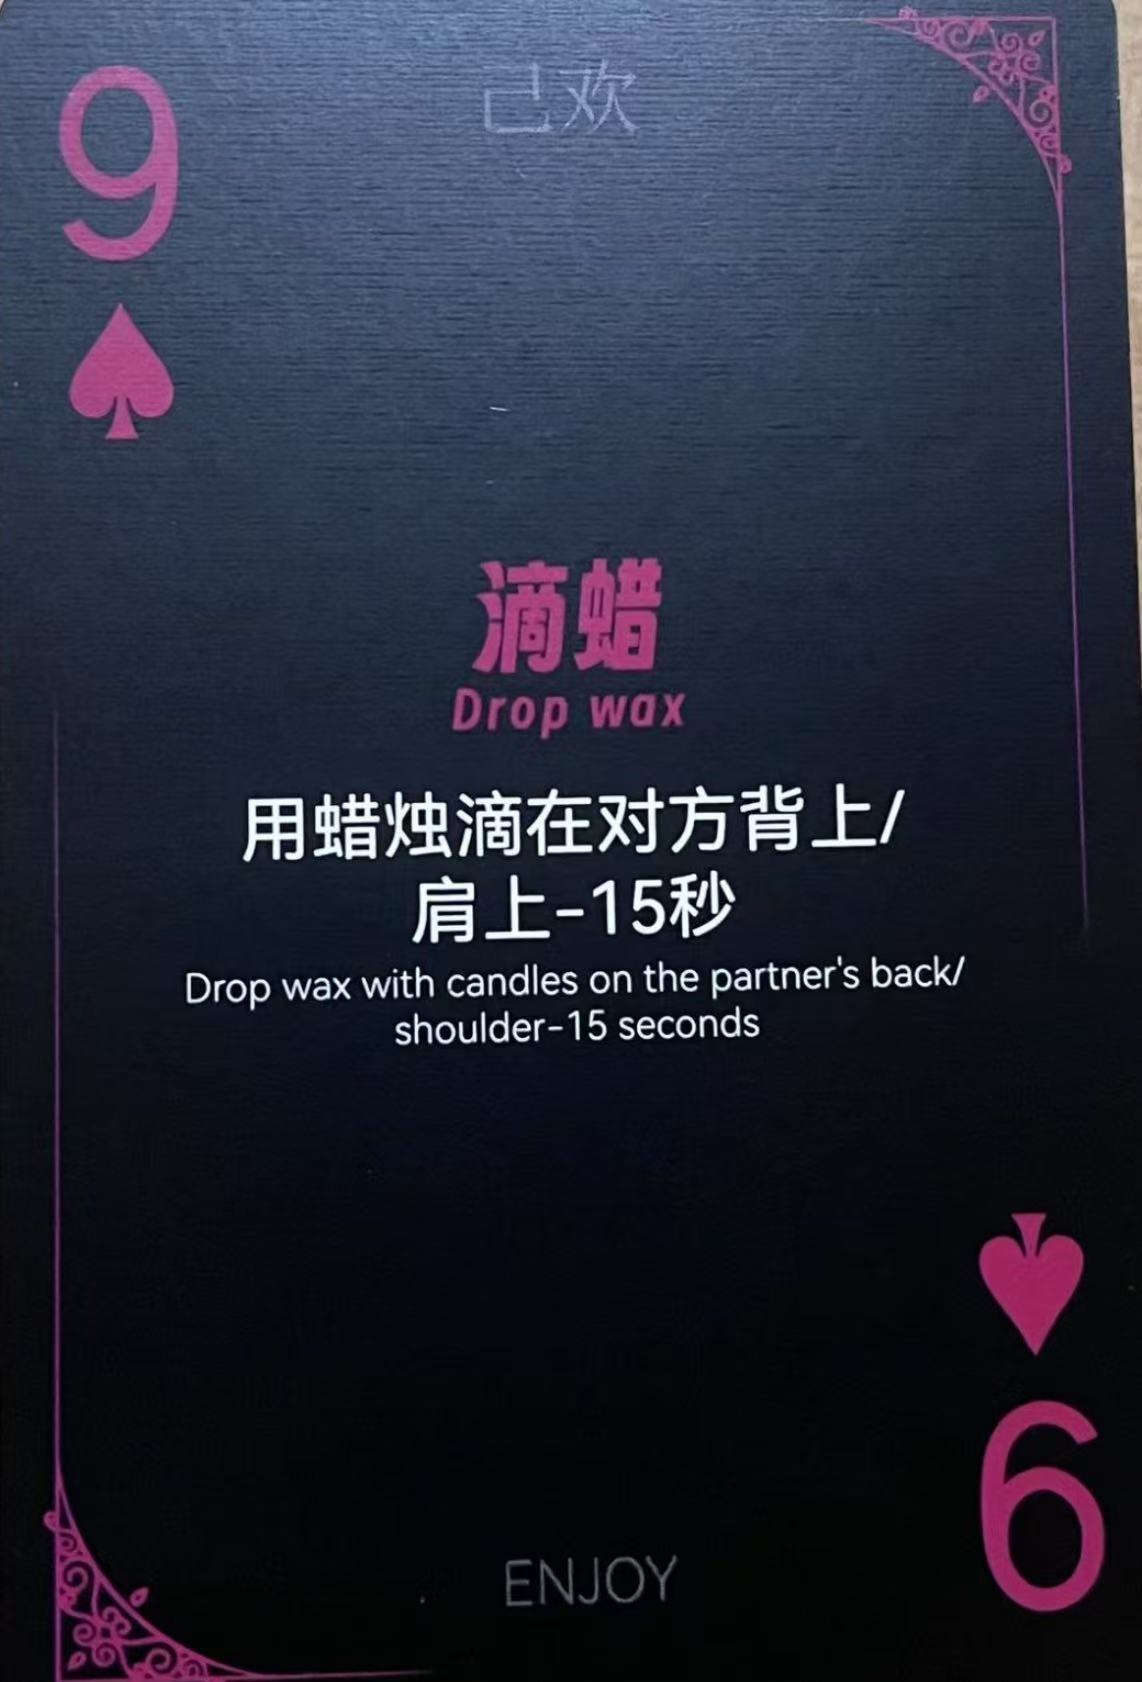 9
己欢
滴蜡
Drop wax
用蜡烛滴在对方背上/
肩上-15秒
Drop wax with candles on the partner's back/
shoulder-15 seconds
ENJOY
9